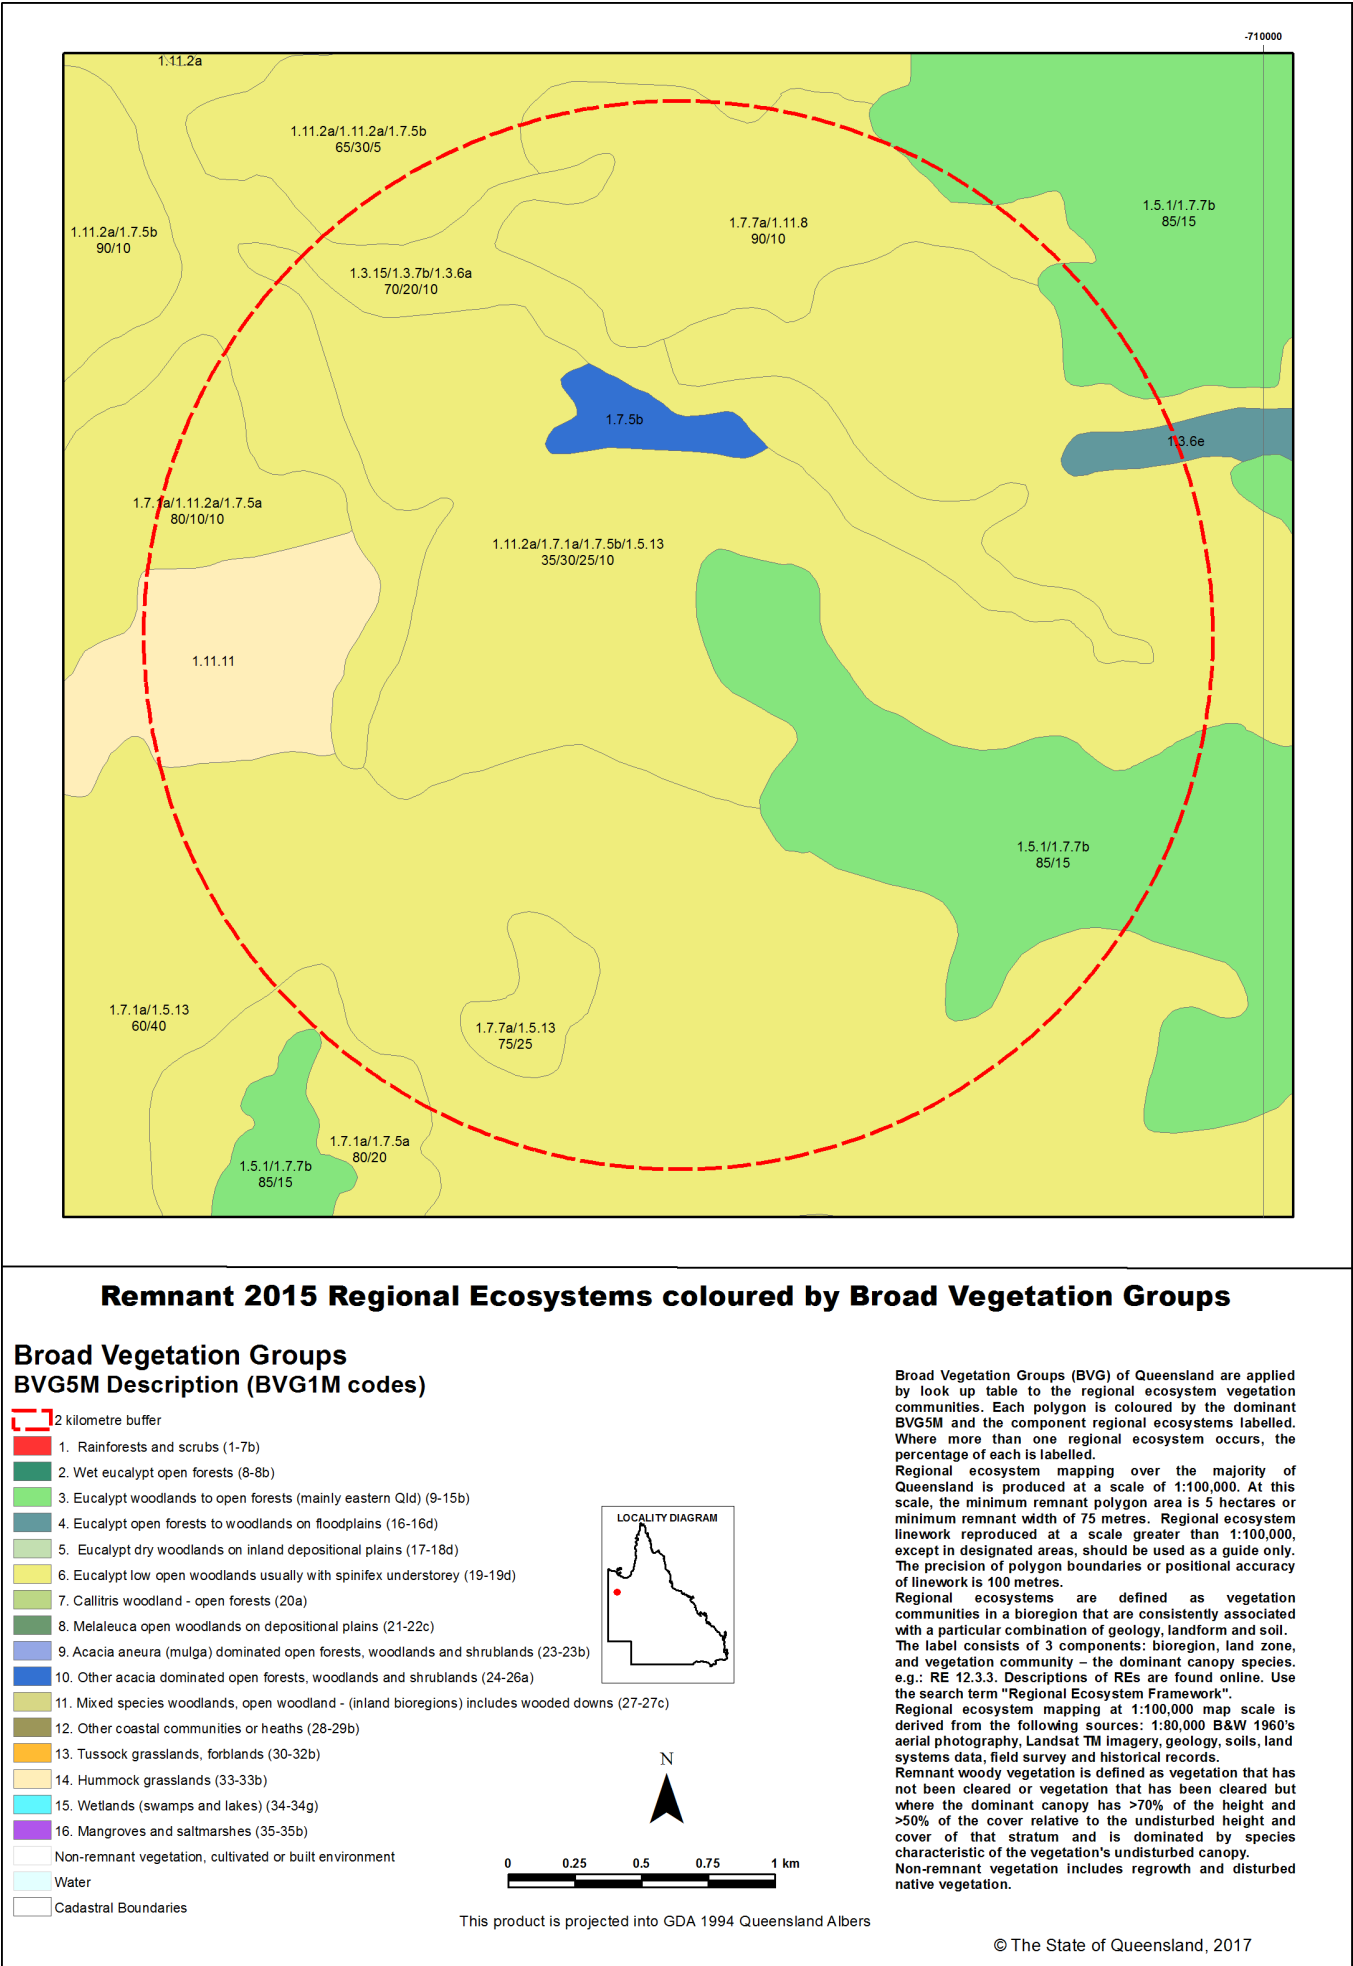 -710000
1.11.2a
1.11.2a/1.11.2a/1.7.5b
65/30/5
1.5.1/1.7.7b
85/15
1.7.7a/1.11.8
90/10
1.11.2a/1.7.5b
90/10
1.3.15/1.3.7b/1.3.6a
70/20/10
1.7.5b
1.3.6e
1.7.1a/1.11.2a/1.7.5a
80/10/10
1.11.2a/1.7.1a/1.7.5b/1.5.13
35/30/25/10
1.11.11
1.5.1/1.7.7b
85/15
1.7.1a/1.5.13
60/40
1.7.7a/1.5.13
75/25
1.7.1a/1.7.5a
80/20
1.5.1/1.7.7b
85/15
Remnant 2015 Regional Ecosystems coloured by Broad Vegetation Groups
Broad Vegetation Groups
BVG5M Description (BVG1M codes)
2 kilometre buffer
1. Rainforests and scrubs (1-7b)
2. Wet eucalypt open forests (8-8b)
3. Eucalypt woodlands to open forests (mainly eastern Qld) (9-15b)
4. Eucalypt open forests to woodlands on floodplains (16-16d)
5. Eucalypt dry woodlands on inland depositional plains (17-18d)
6. Eucalypt low open woodlands usually with spinifex understorey (19-19d)
7. Callitris woodland - open forests (20a)
8. Melaleuca open woodlands on depositional plains (21-22c)
9. Acacia aneura (mulga) dominated open forests, woodlands and shrublands (23-23b)
10. Other acacia dominated open forests, woodlands and shrublands (24-26a)
11. Mixed species woodlands, open woodland - (inland bioregions) includes wooded downs (27-27c)
12. Other coastal communities or heaths (28-29b)
13. Tussock grasslands, forblands (30-32b)
14. Hummock grasslands (33-33b)
15. Wetlands (swamps and lakes) (34-34g)
16. Mangroves and saltmarshes (35-35b)
Non-remnant vegetation, cultivated or built environment
Water
Cadastral Boundaries
LOCALITY DIAGRAM
N
0 0.25 0.5 0.75 1 km
This product is projected into GDA 1994 Queensland Albers
Broad Vegetation Groups (BVG) of Queensland are applied
by look up table to the regional ecosystem vegetation
communities. Each polygon is coloured by the dominant
BVG5M and the component regional ecosystems labelled.
Where more than one regional ecosystem occurs, the
percentage of each is labelled.
Regional ecosystem mapping over the majority of
Queensland is produced at a scale of 1:100,000. At this
scale, the minimum remnant polygon area is 5 hectares or
minimum remnant width of 75 metres. Regional ecosystem
linework reproduced at a scale greater than 1:100,000,
except in designated areas, should be used as a guide only.
The precision of polygon boundaries or positional accuracy
of linework is 100 metres.
Regional ecosystems are defined as vegetation
communities in a bioregion that are consistently associated
with a particular combination of geology, landform and soil.
The label consists of 3 components: bioregion, land zone,
and vegetation community – the dominant canopy species.
e.g.: RE 12.3.3. Descriptions of REs are found online. Use
the search term "Regional Ecosystem Framework".
Regional ecosystem mapping at 1:100,000 map scale is
derived from the following sources: 1:80,000 B&W 1960's
aerial photography, Landsat TM imagery, geology, soils, land
systems data, field survey and historical records.
Remnant woody vegetation is defined as vegetation that has
not been cleared or vegetation that has been cleared but
where the dominant canopy has >70% of the height and
>50% of the cover relative to the undisturbed height and
cover of that stratum and is dominated by species
characteristic of the vegetation's undisturbed canopy.
Non-remnant vegetation includes regrowth and disturbed
native vegetation.
© The State of Queensland, 2017